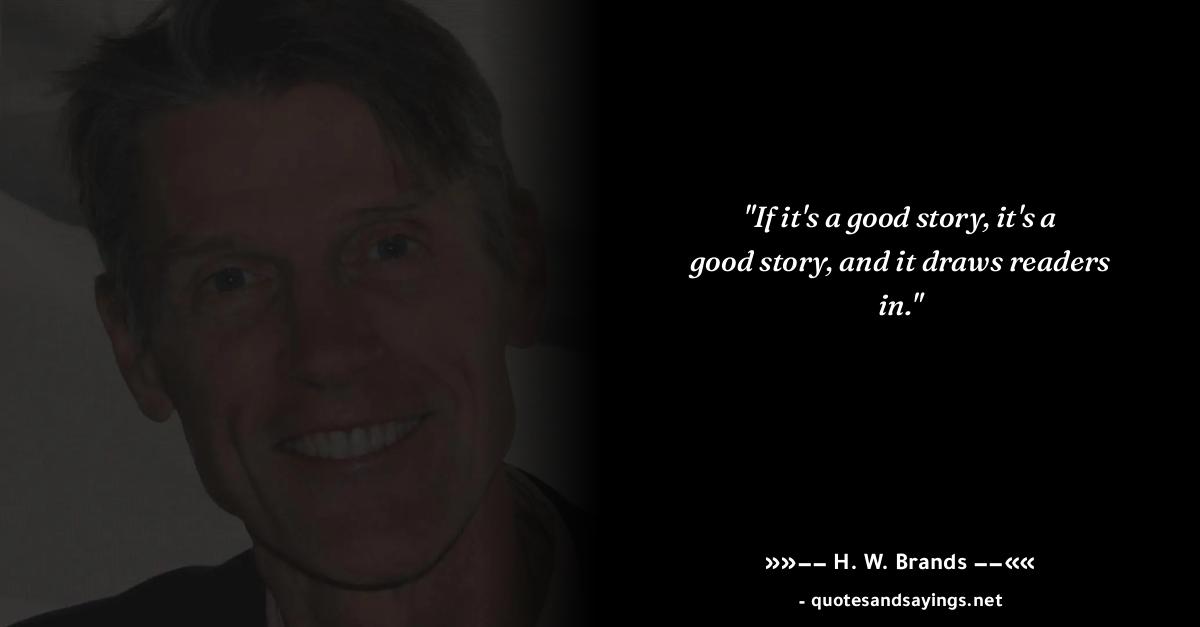 "If it's a good story, it's a
good story, and it draws readers
in."
»»–– H. W. Brands ––««
- quotesandsayings.net